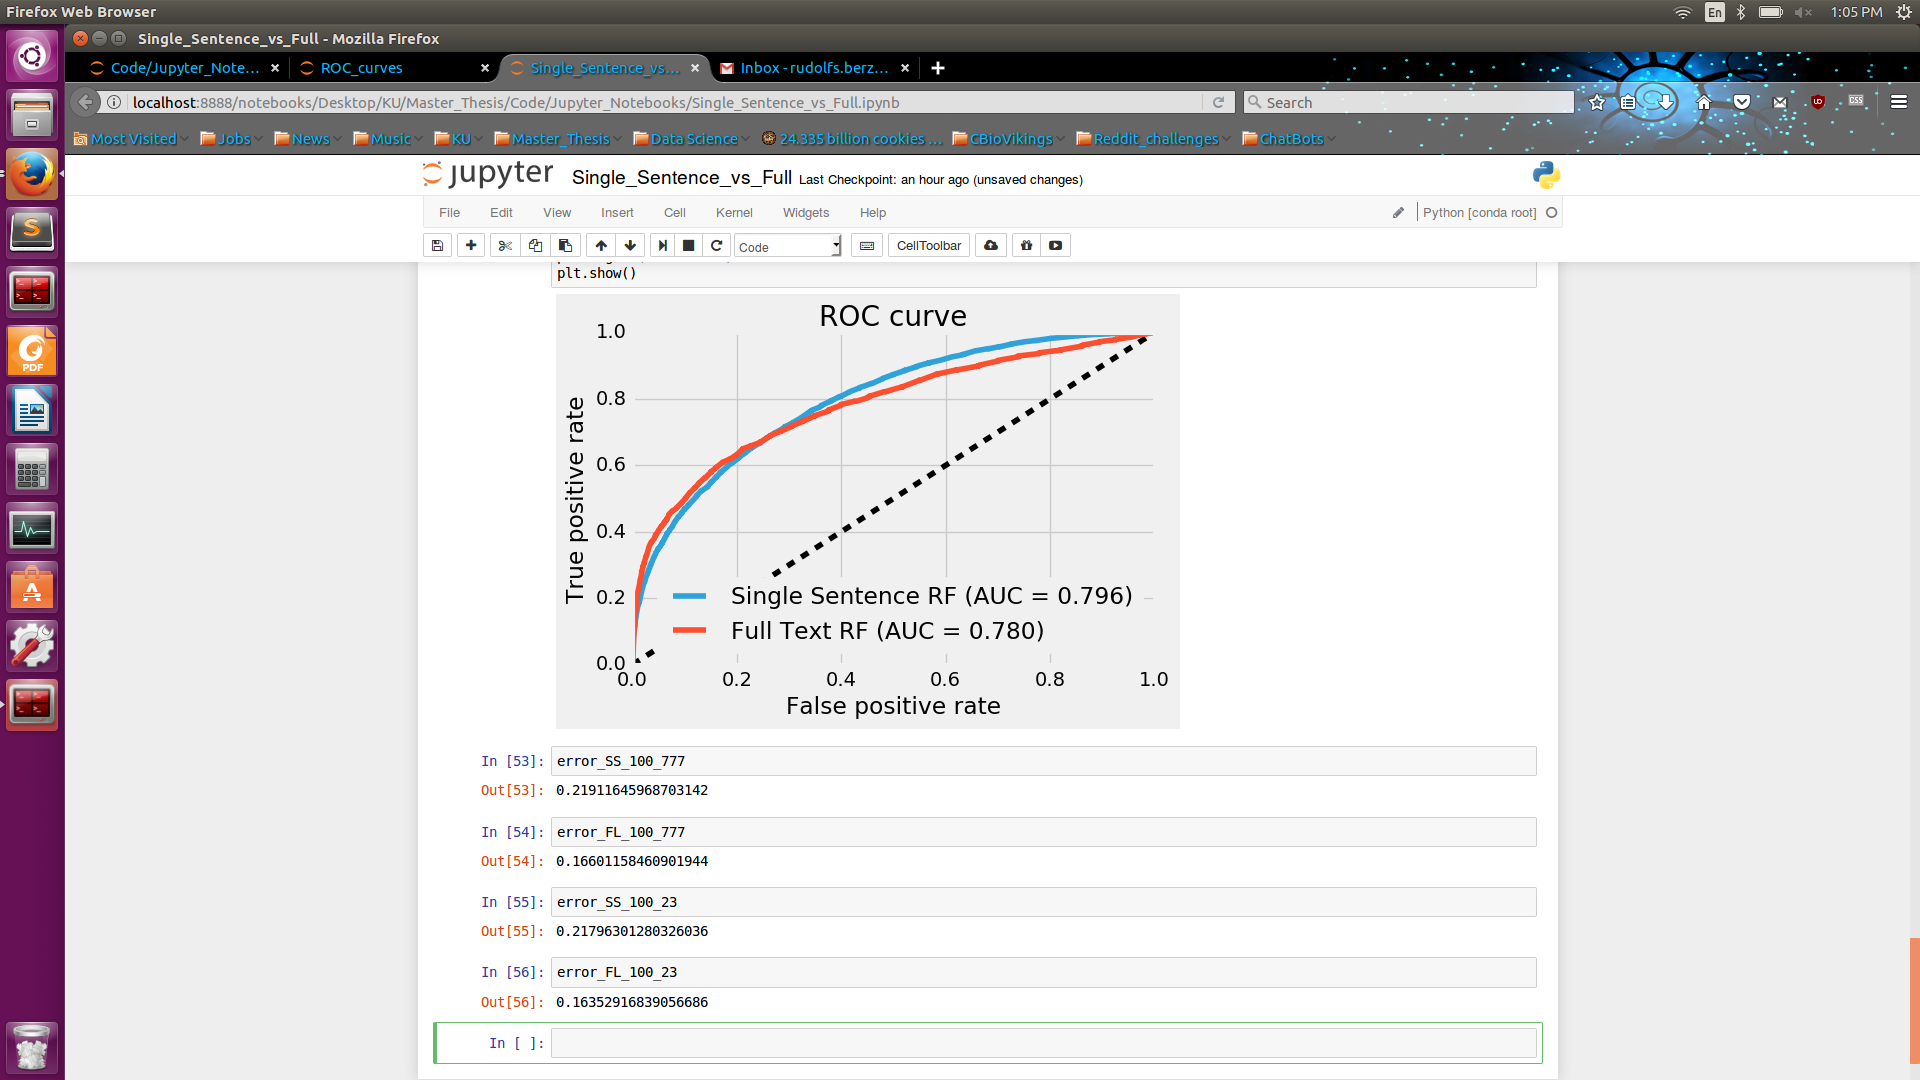 Firefox Web Browser
En
1:05 PM
Single_Sentence_vs_Full - Mozilla Firefox
Code/Jupyter_Note...
ROC_curves
Single_Sentence_vs...
Inbox - rudolfs.berz...
localhost:8888/notebooks/Desktop/KU/Master_Thesis/Code/Jupyter_Notebooks/Single_Sentence_vs_Full.ipynb
Search
CSS
Most Visited
Jobs
News
Music
KU
Master_Thesis
Data Science
24.335 billion cookies ...
CBioVikings
Reddit_challenges
ChatBots
jupyter
Single_Sentence_vs_Full Last Checkpoint: an hour ago (unsaved changes)
File Edit View Insert Cell Kernel Widgets Help
Python [conda root]
Code
CellToolbar
plt.show()
ROC curve
1.0
0.8
0.6
0.4
0.2
0.0
True positive rate
Single Sentence RF (AUC = 0.796)
Full Text RF (AUC = 0.780)
0.0 0.2 0.4 0.6 0.8 1.0
False positive rate
In [53]: error_SS_100_777
Out[53]: 0.21911645968703142
In [54]: error_FL_100_777
Out[54]: 0.16601158460901944
In [55]: error_SS_100_23
Out[55]: 0.21796301280326036
In [56]: error_FL_100_23
Out[56]: 0.16352916839056686
In [ ]:
PDF